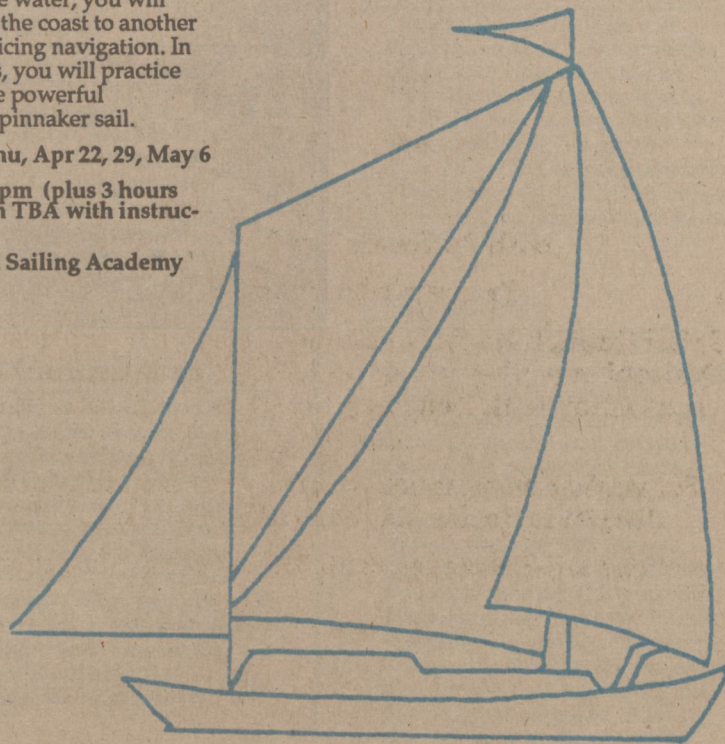 e water, you will
the coast to another
icing navigation. In
s, you will practice
e powerful
pinnaker sail.
hu, Apr 22, 29, May 6
pm (plus 3 hours
n TBA with instruc-
Sailing Academy